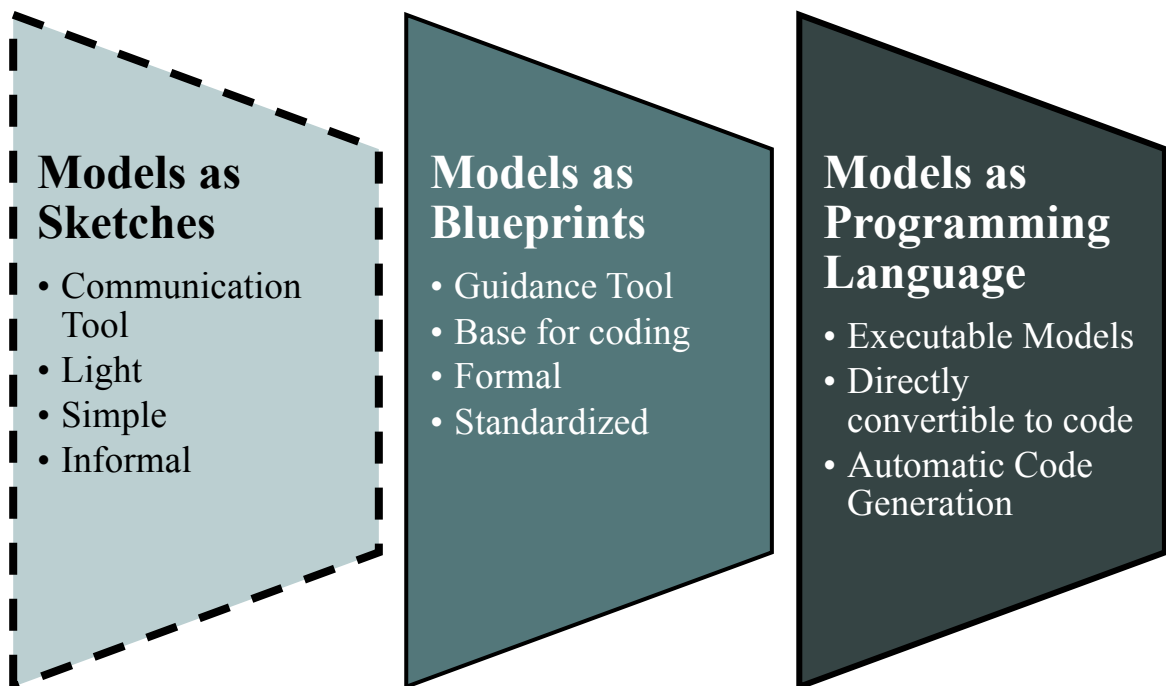 Models as
Sketches
• Communication
Tool
• Light
• Simple
• Informal
Models as
Blueprints
• Guidance Tool
• Base for coding
• Formal
• Standardized
Models as
Programming
Language
• Executable Models
• Directly
convertible to code
• Automatic Code
Generation